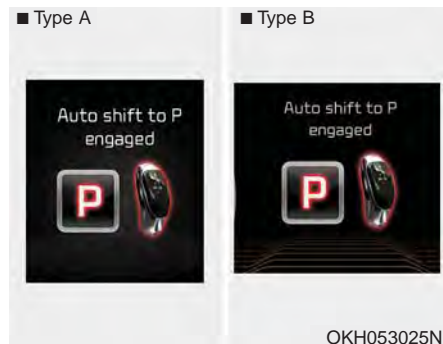 ■ Type A
Auto shift to P
engaged
P
■ Type B
Auto shift to P
engaged
P
OKH053025N